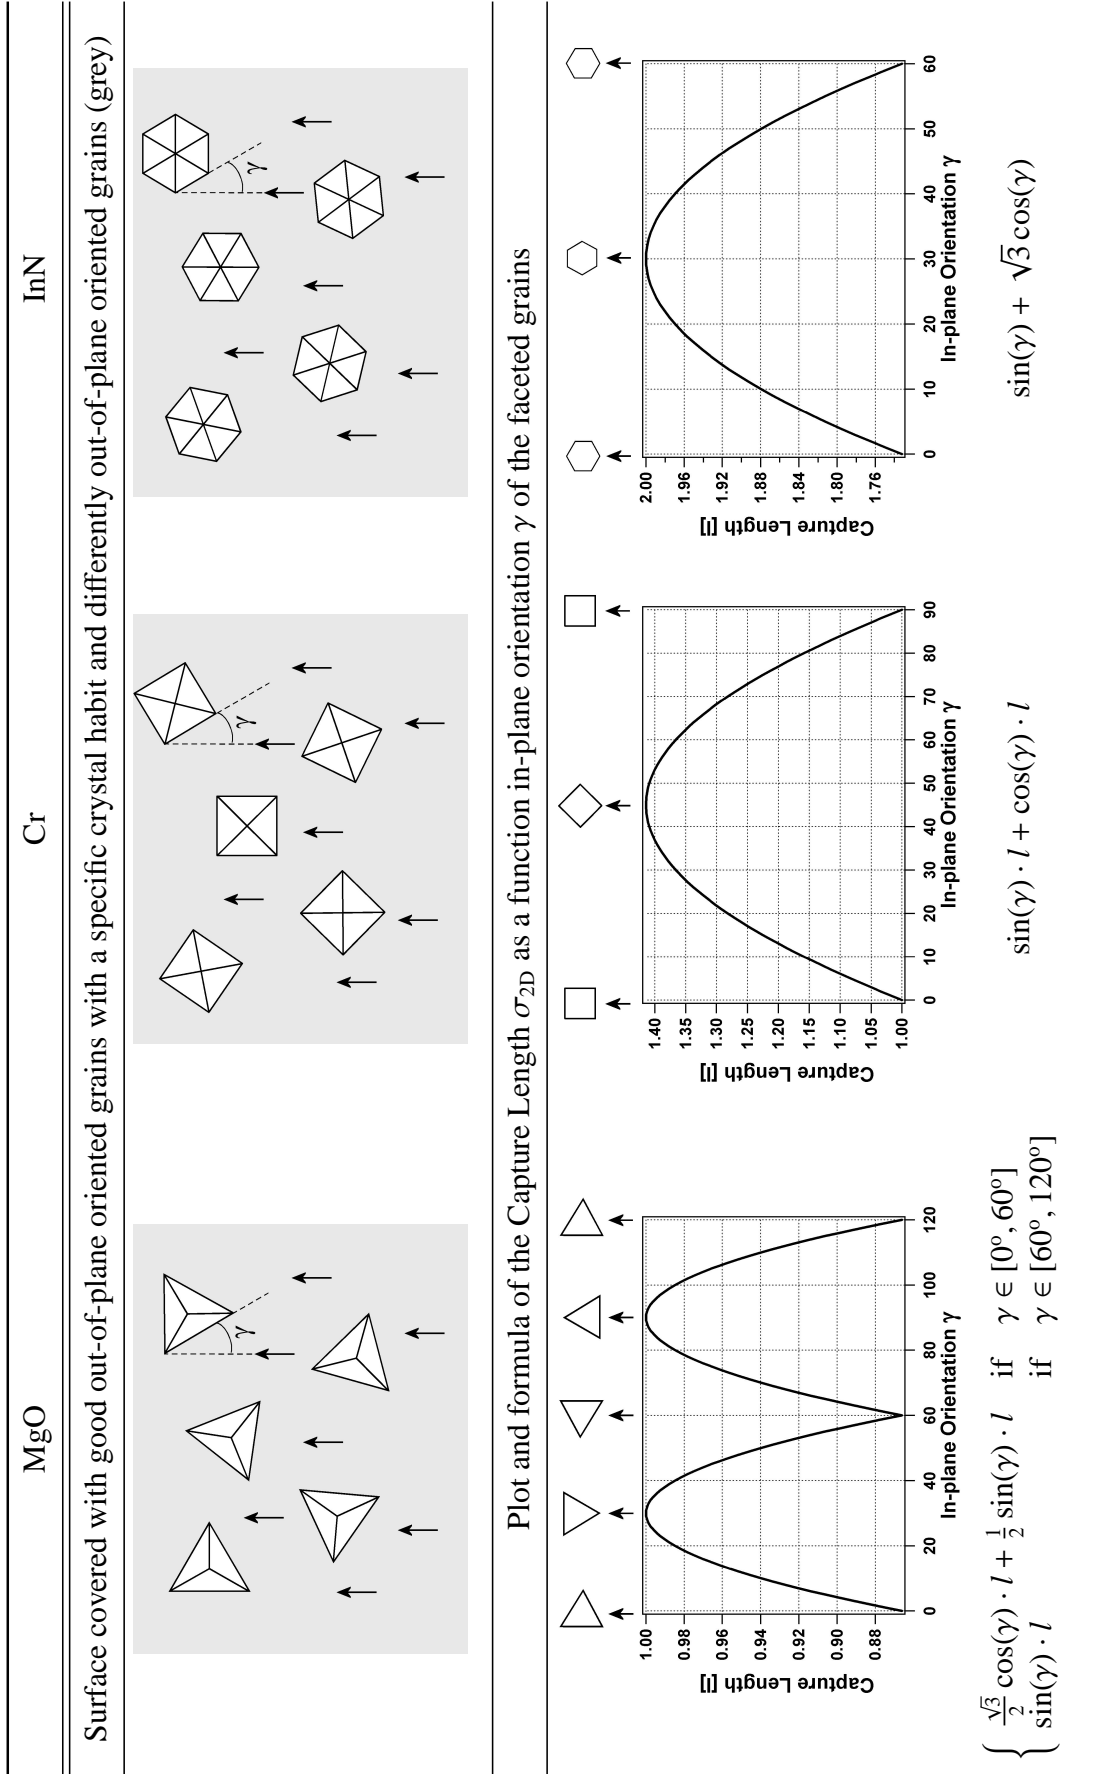 MgO Cr InN
Surface covered with good out-of-plane oriented grains with a specific crystal habit and differently out-of-plane oriented grains (grey)
γ γ γ
Plot and formula of the Capture Length σ2D as a function in-plane orientation γ of the faceted grains
Capture Length [l]
1.00
0.98
0.96
0.94
0.92
0.90
0.88
0 20 40 60 80 100 120
In-plane Orientation γ
Capture Length [l]
1.40
1.35
1.30
1.25
1.20
1.15
1.10
1.05
1.00
0 10 20 30 40 50 60 70 80 90
In-plane Orientation γ
Capture Length [l]
2.00
1.96
1.92
1.88
1.84
1.80
1.76
0 10 20 30 40 50 60
In-plane Orientation γ
{ √3/2 cos(γ) · l + 1/2 sin(γ) · l if γ ∈ [0°, 60°]
sin(γ) · l if γ ∈ [60°, 120°]
sin(γ) · l + cos(γ) · l
sin(γ) + √3 cos(γ)